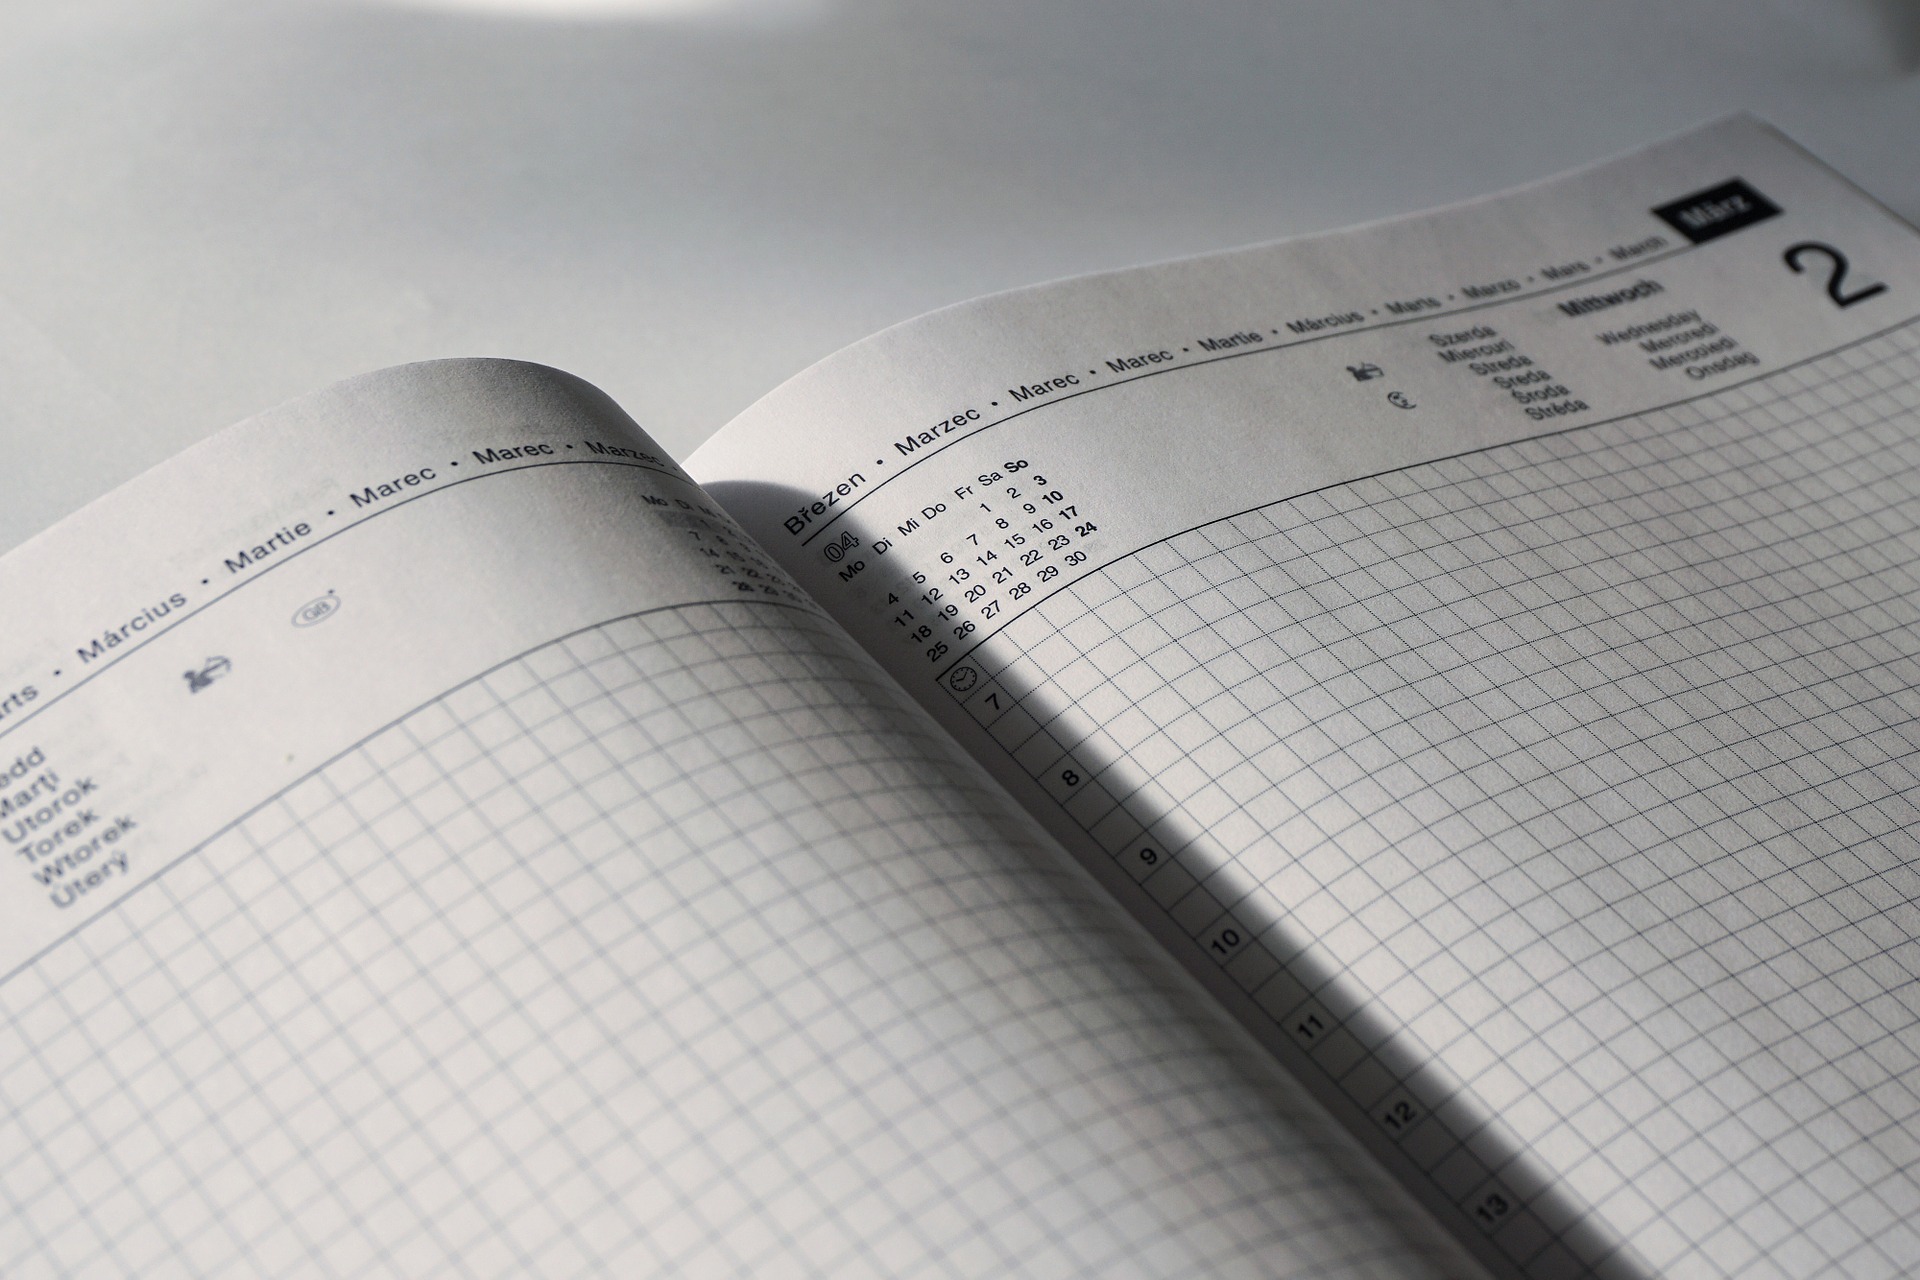 Március · Martie · Marec · Marec · Marzec
GB
Marți
Utorok
Torek
Wtorek
Úterý
März
Březen · Marzec · Marec · Marec · Martie · Március · Marts · Marzo · Mars · March
2
Mittwoch
Szerda
Miercuri
Streda
Sreda
Środa
Středa
Wednesday
Mercredi
Mercoledì
Onsdag
04
Mo Di Mi Do Fr Sa So
1 2 3
4 5 6 7 8 9 10
11 12 13 14 15 16 17
18 19 20 21 22 23 24
25 26 27 28 29 30
7
8
9
10
11
12
13